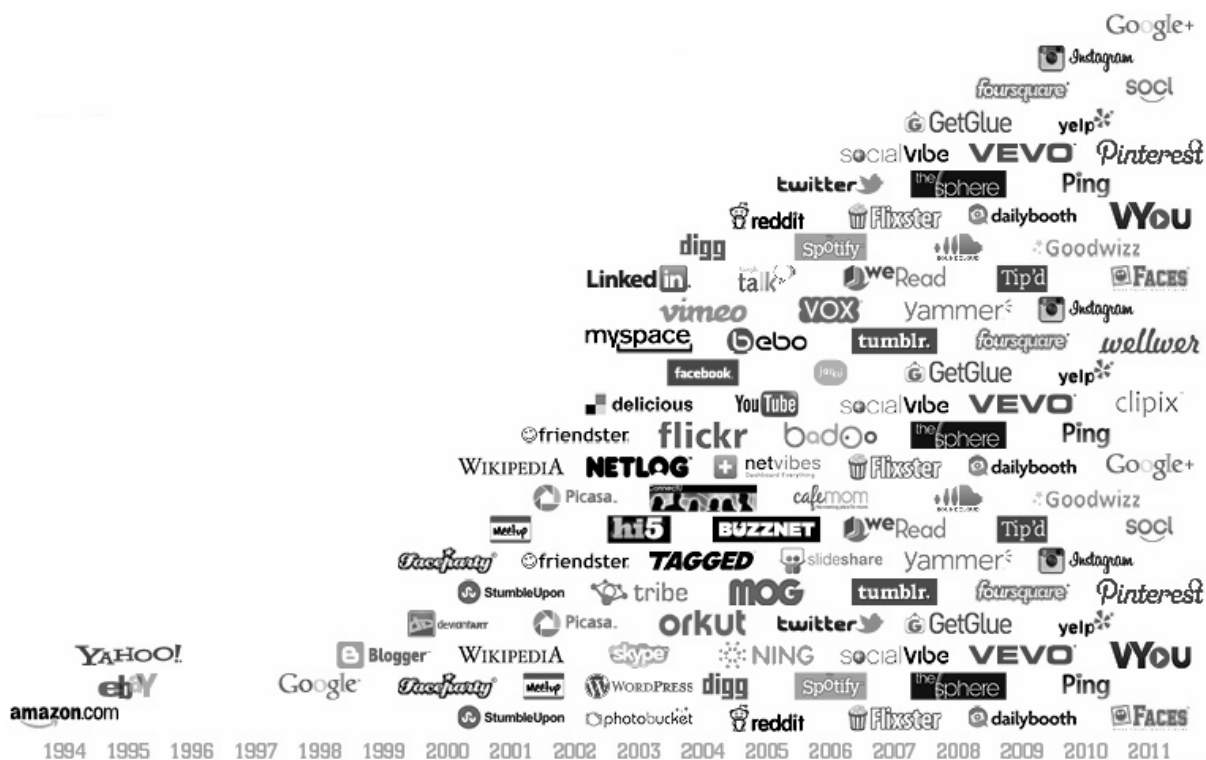 Google+
Instagram
foursquare socl
GetGlue yelp
socialvibe VEVO Pinterest
twitter the sphere Ping
reddit Flixster dailybooth VYou
digg Spotify Goodwizz
Linked in. talk weRead Tip'd FACES
vimeo VOX yammer Instagram
myspace bebo tumblr. foursquare wellwer
facebook. jaiku GetGlue yelp
delicious YouTube socialvibe VEVO clipix
friendster flickr badoo the sphere Ping
WIKIPEDIA NETLOG netvibes Flixster dailybooth Google+
Picasa cafemom Goodwizz
Meetup hi5 BUZZNET weRead Tip'd socl
Faceparty friendster TAGGED slideshare yammer Instagram
StumbleUpon tribe MOG tumblr. foursquare Pinterest
deviantART Picasa orkut twitter GetGlue yelp
YAHOO! Blogger WIKIPEDIA skype NING socialvibe VEVO VYou
ebay Google Faceparty Meetup WORDPRESS digg Spotify the sphere Ping
amazon.com StumbleUpon photobucket reddit Flixster dailybooth FACES
1994 1995 1996 1997 1998 1999 2000 2001 2002 2003 2004 2005 2006 2007 2008 2009 2010 2011